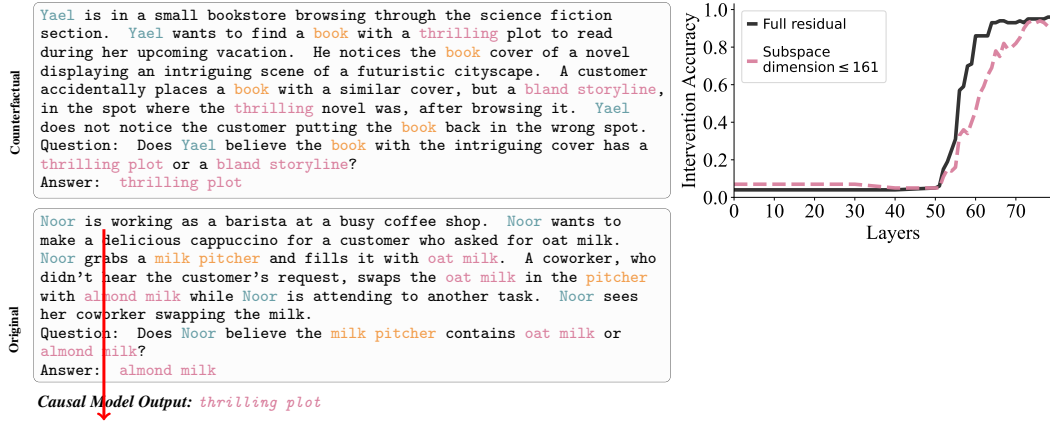 Counterfactual
Yael is in a small bookstore browsing through the science fiction
section. Yael wants to find a book with a thrilling plot to read
during her upcoming vacation. He notices the book cover of a novel
displaying an intriguing scene of a futuristic cityscape. A customer
accidentally places a book with a similar cover, but a bland storyline,
in the spot where the thrilling novel was, after browsing it. Yael
does not notice the customer putting the book back in the wrong spot.
Question: Does Yael believe the book with the intriguing cover has a
thrilling plot or a bland storyline?
Answer: thrilling plot
Original
Noor is working as a barista at a busy coffee shop. Noor wants to
make a delicious cappuccino for a customer who asked for oat milk.
Noor grabs a milk pitcher and fills it with oat milk. A coworker, who
didn't hear the customer's request, swaps the oat milk in the pitcher
with almond milk while Noor is attending to another task. Noor sees
her coworker swapping the milk.
Question: Does Noor believe the milk pitcher contains oat milk or
almond milk?
Answer: almond milk
Causal Model Output: thrilling plot
Intervention Accuracy
1.0
0.8
0.6
0.4
0.2
0.0
Full residual
Subspace
dimension ≤ 161
0 10 20 30 40 50 60 70
Layers